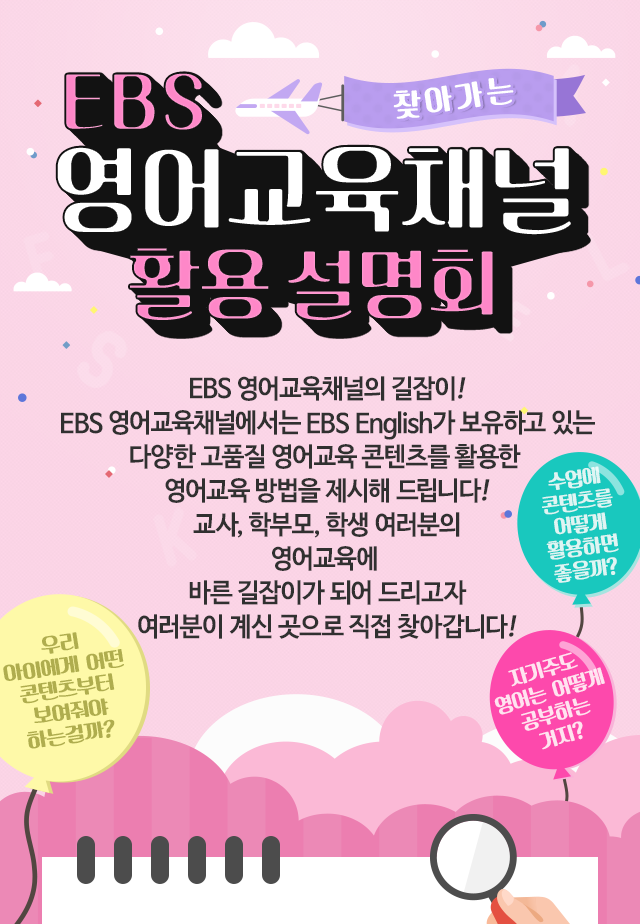 EBS
찾아가는
영어교육채널
활용 설명회
EBS 영어교육채널의 길잡이!
EBS 영어교육채널에서는 EBS English가 보유하고 있는
다양한 고품질 영어교육 콘텐츠를 활용한
영어교육 방법을 제시해 드립니다!
교사, 학부모, 학생 여러분의
영어교육에
바른 길잡이가 되어 드리고자
여러분이 계신 곳으로 직접 찾아갑니다!
수업에
콘텐츠를
어떻게
활용하면
좋을까?
우리
아이에게 어떤
콘텐츠부터
보여줘야
하는걸까?
자기주도
영어는 어떻게
공부하는
거지?